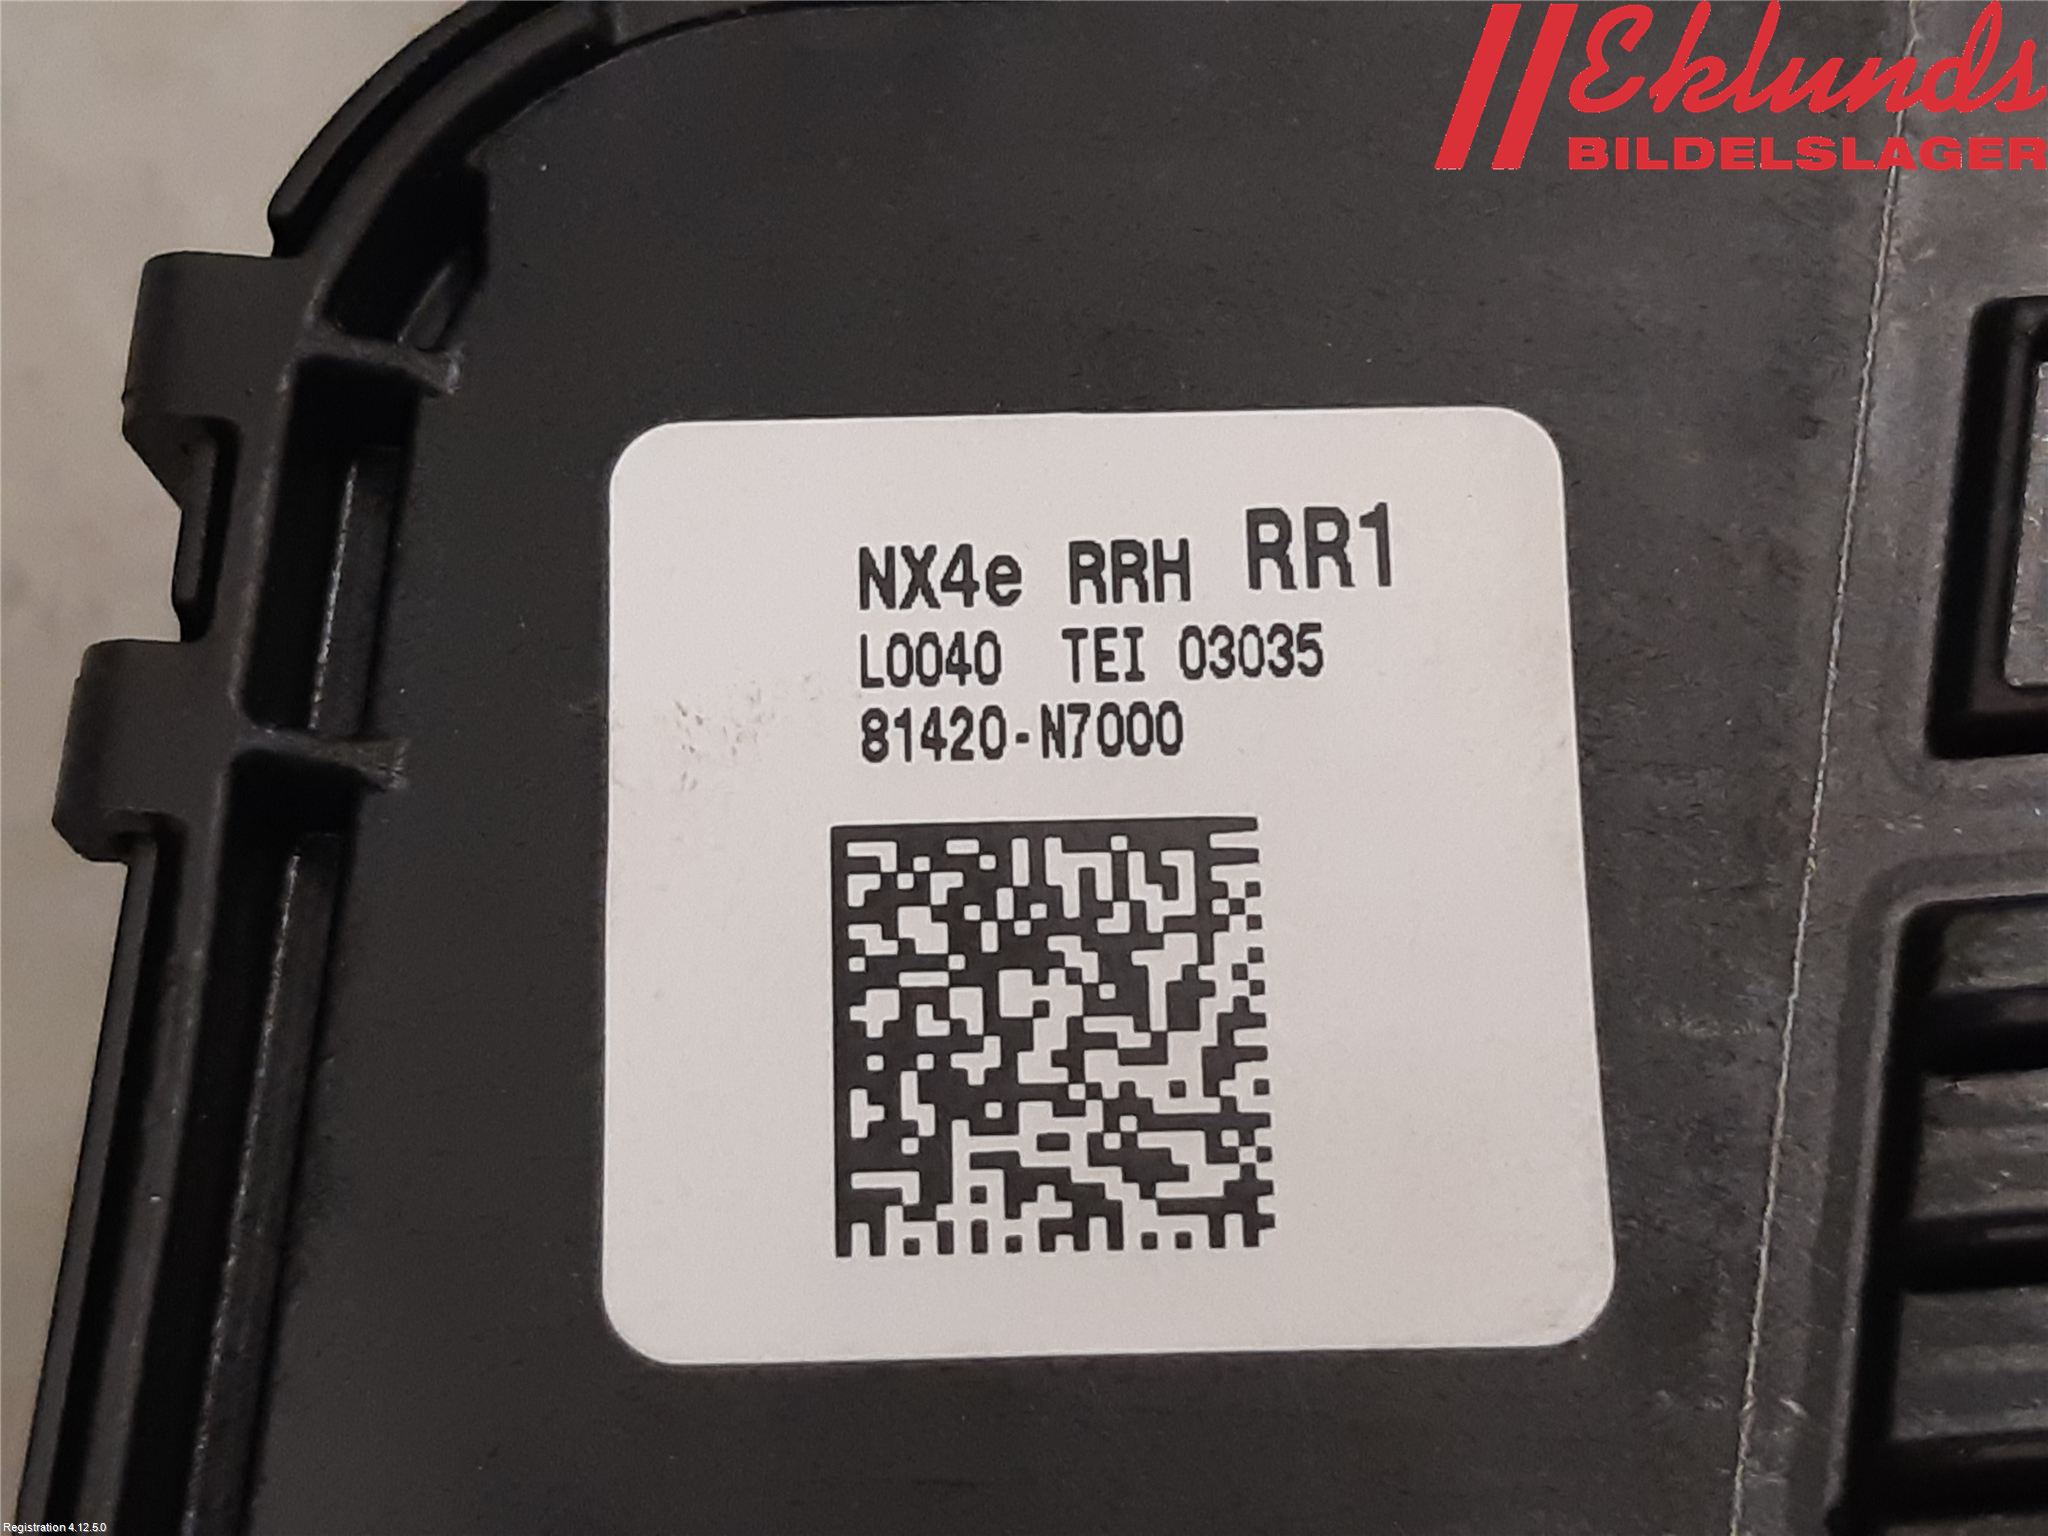 Eklunds
BILDELSLAGER
NX4e RRH RR1
L0040 TEI 03035
81420-N7000
Registration 4.12.5.0